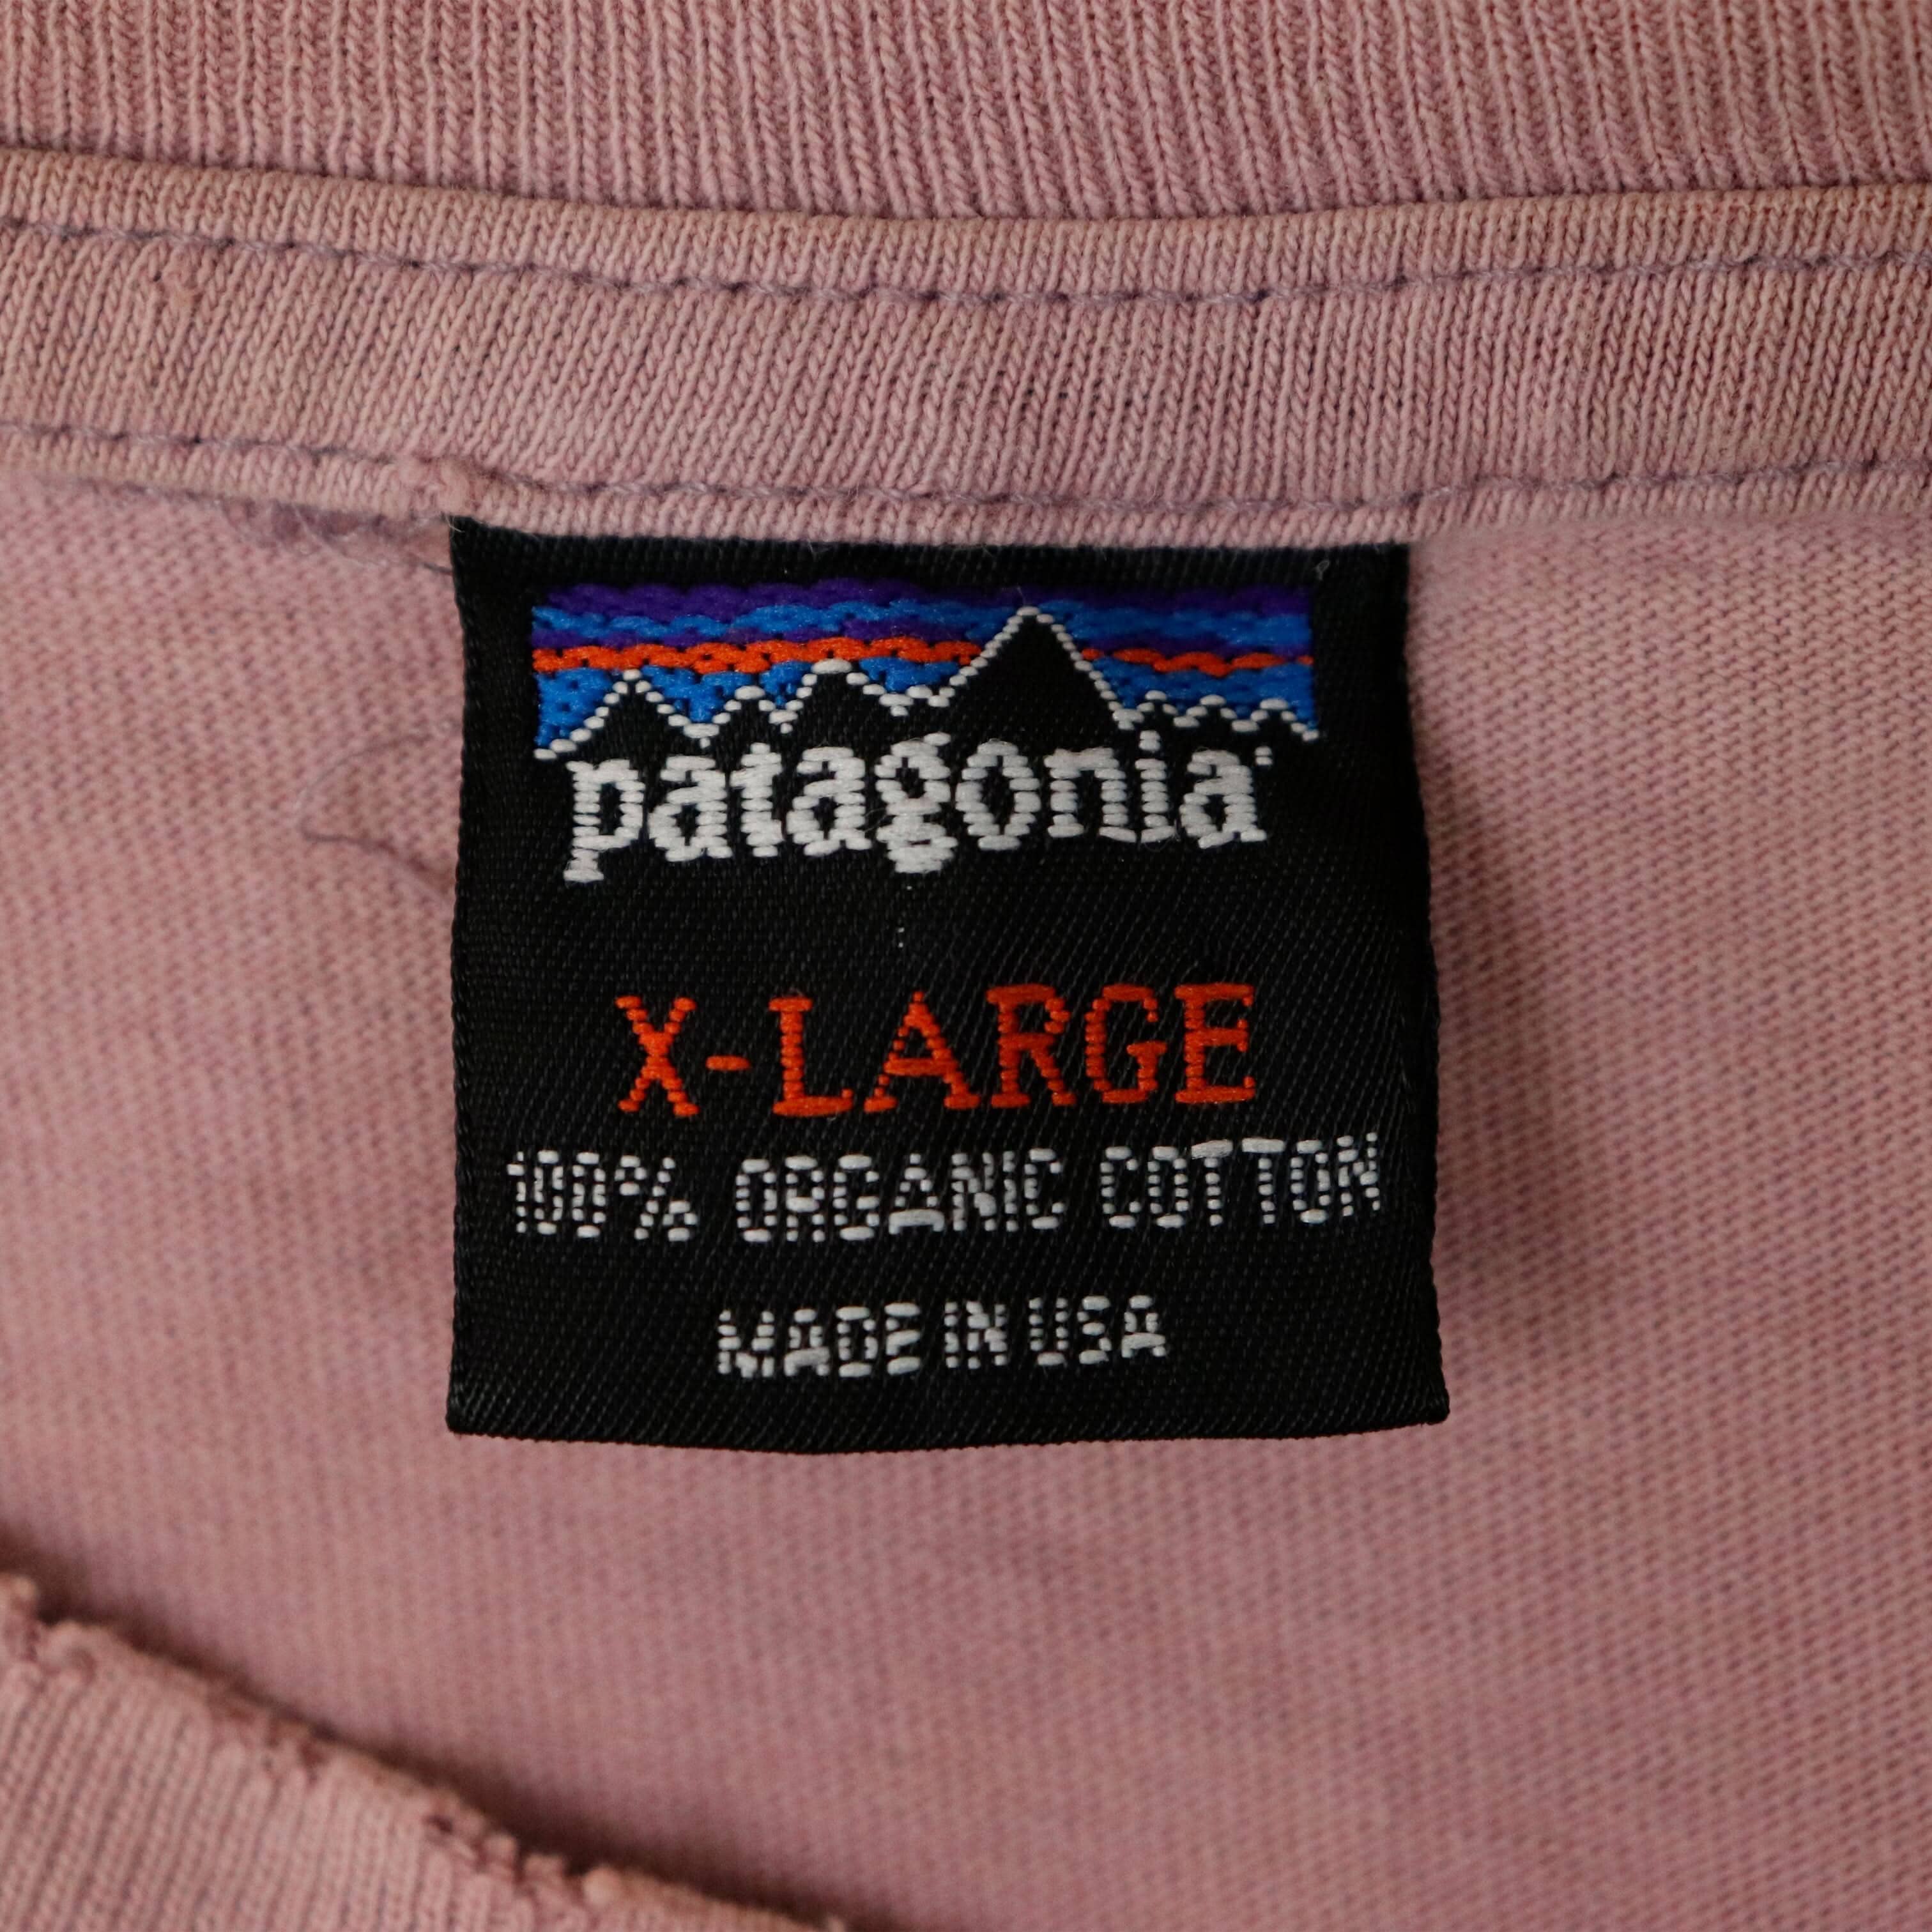 patagonia
X-LARGE
100% ORGANIC COTTON
MADE IN USA